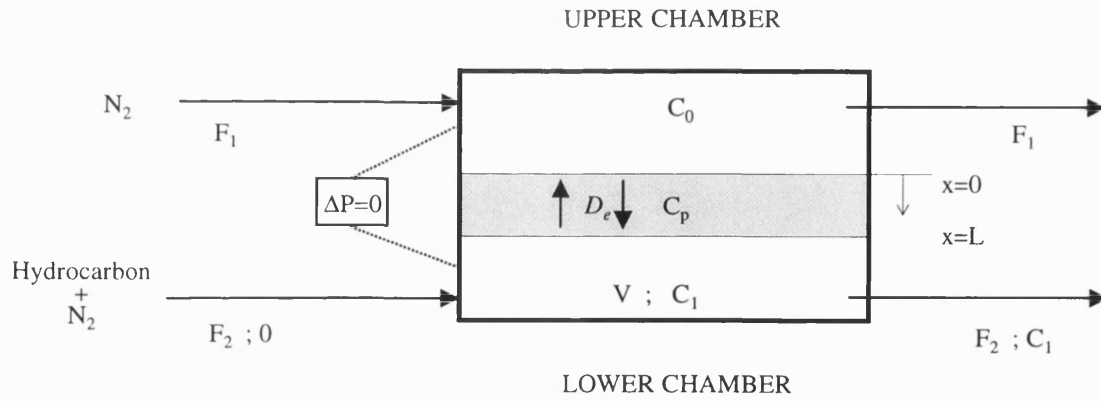 UPPER CHAMBER
N₂
F₁
C₀
F₁
ΔP=0
Dₑ
Cₚ
x=0
x=L
Hydrocarbon
+
N₂
F₂ ; 0
V ; C₁
F₂ ; C₁
LOWER CHAMBER